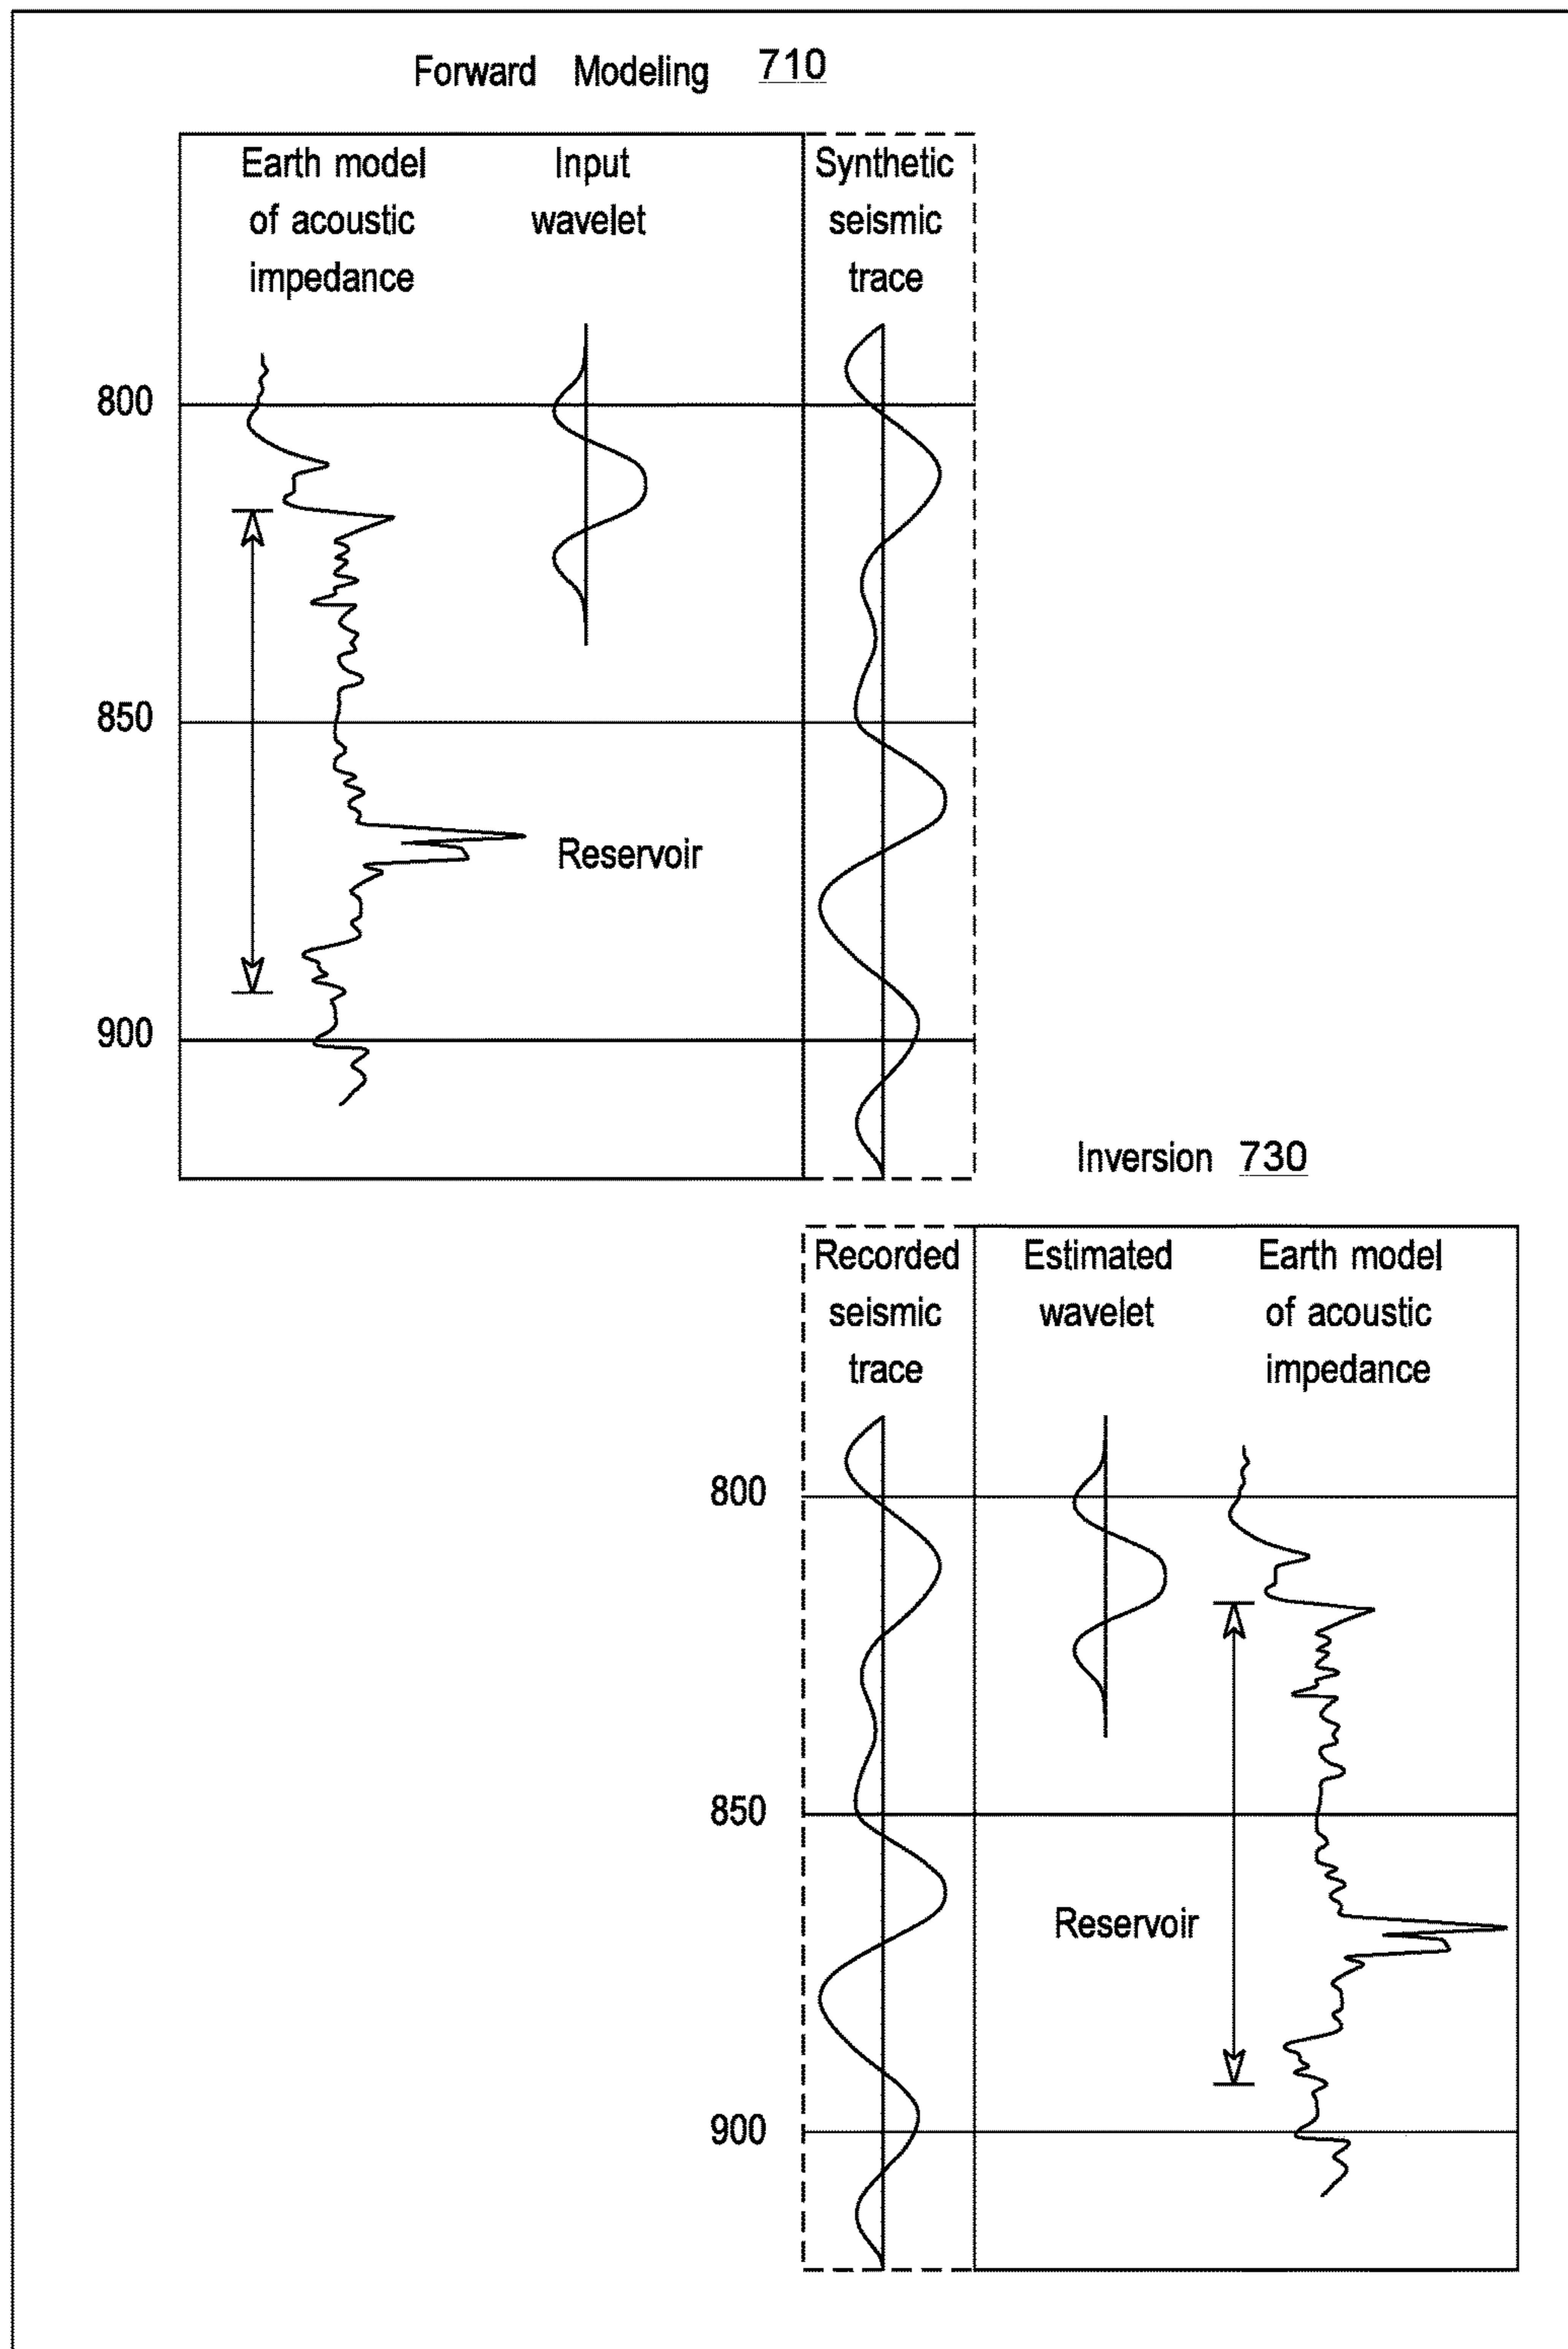 Forward Modeling 710
Earth model
of acoustic
impedance
Input
wavelet
Synthetic
seismic
trace
800
850
Reservoir
900
Inversion 730
Recorded
seismic
trace
Estimated
wavelet
Earth model
of acoustic
impedance
800
850
Reservoir
900